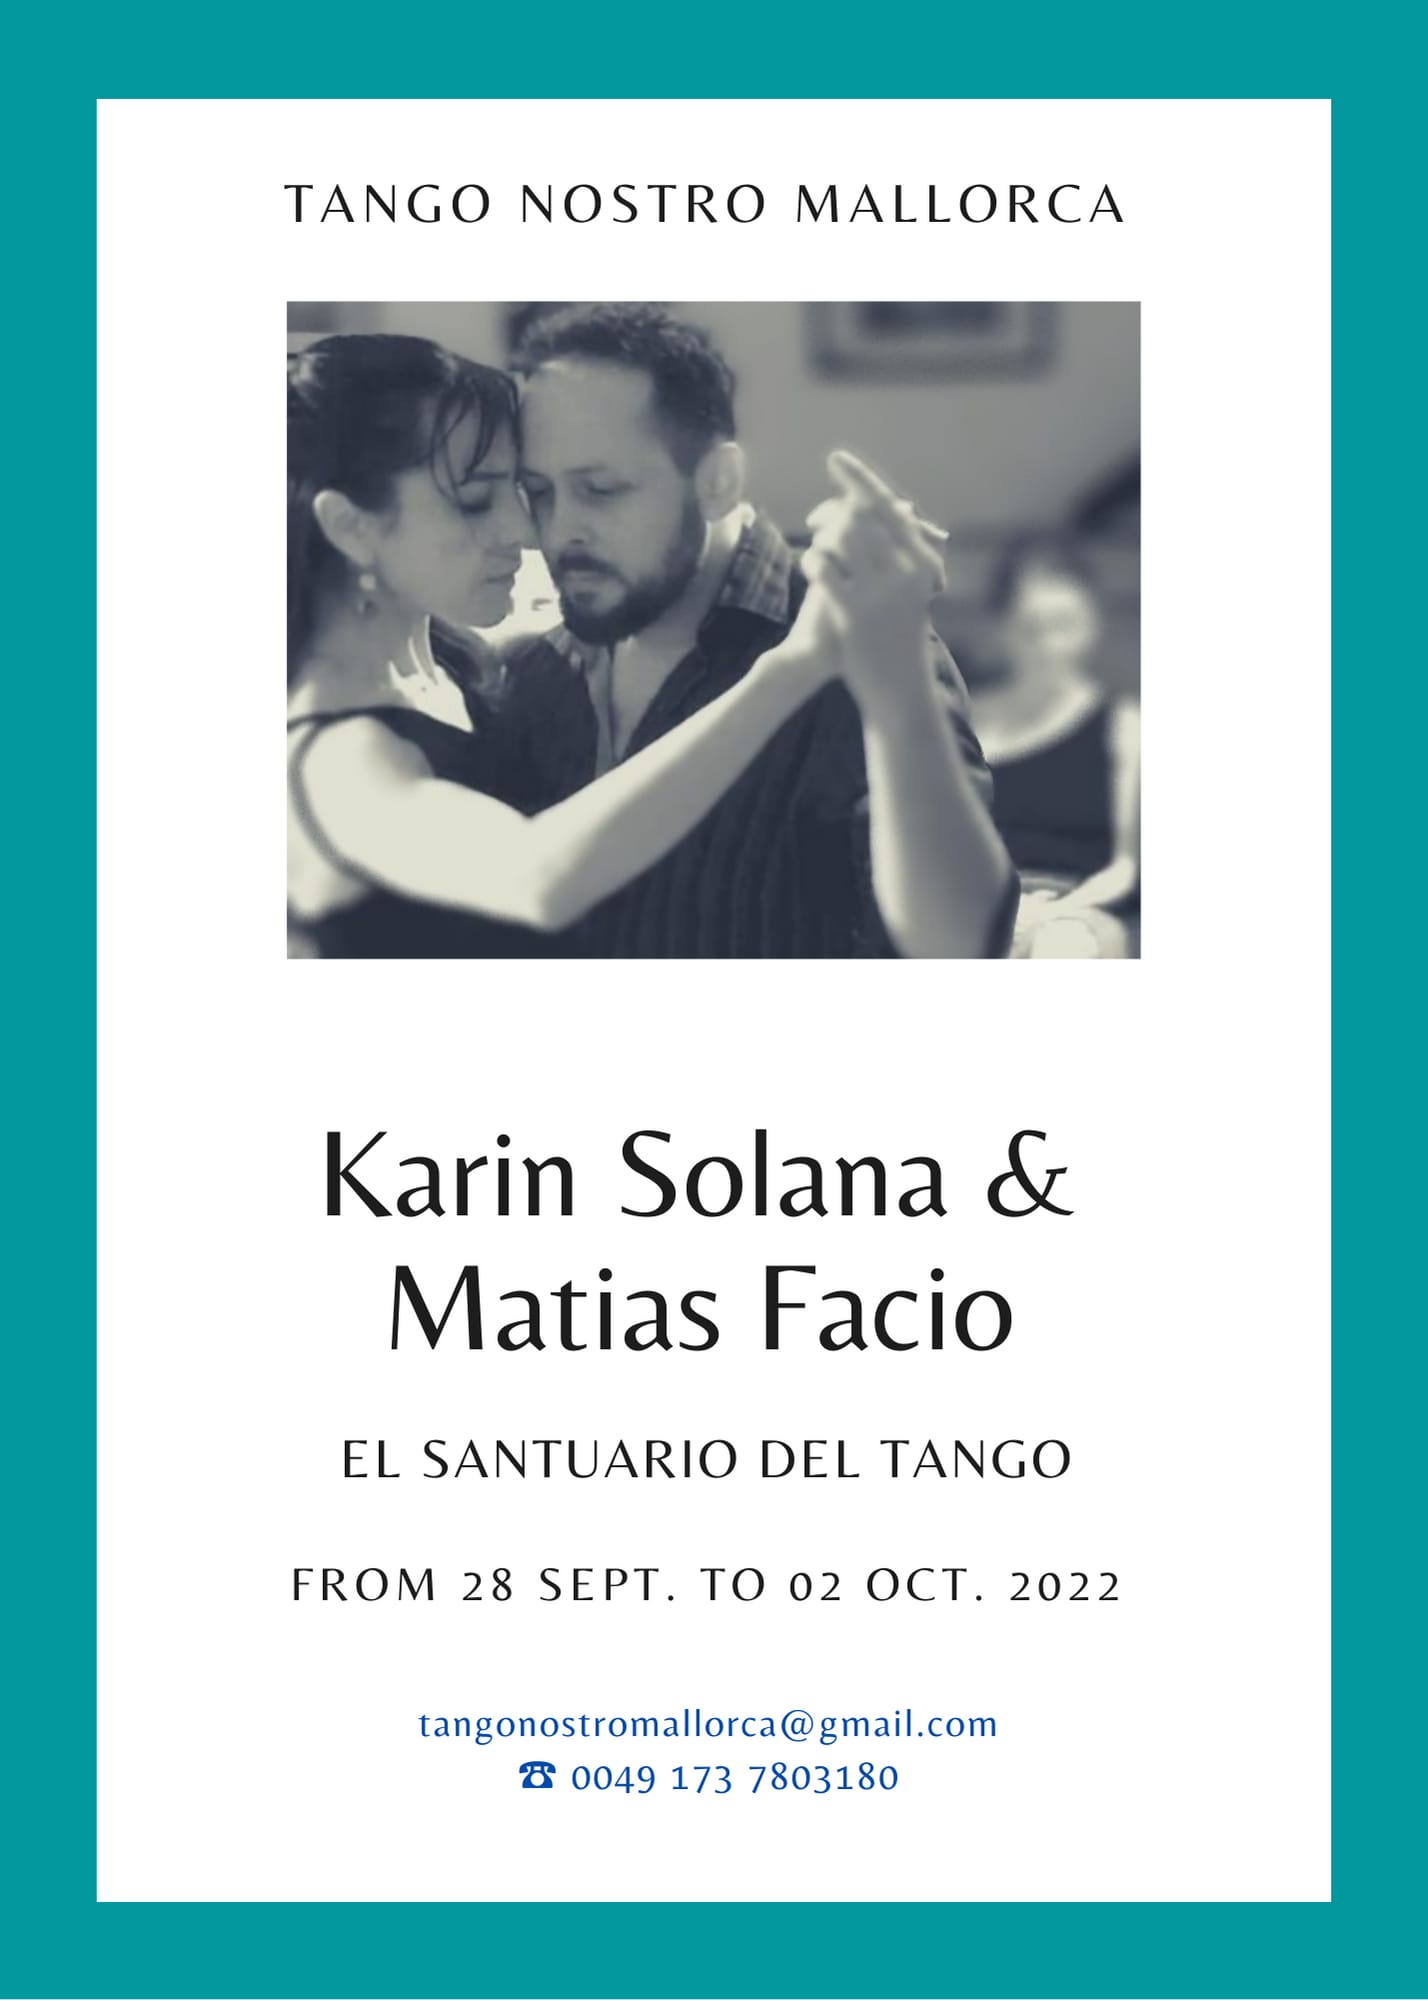 TANGO NOSTRO MALLORCA
Karin Solana &
Matias Facio
EL SANTUARIO DEL TANGO
FROM 28 SEPT. TO 02 OCT. 2022
tangonostromallorca@gmail.com
☎ 0049 173 7803180